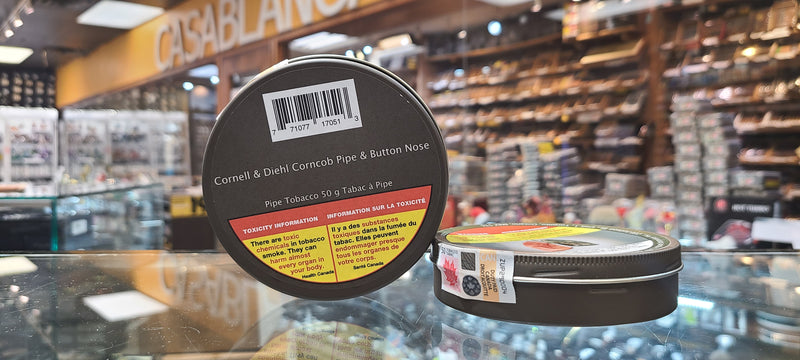 CASABLANCA
7 71077 17051 3
Cornell & Diehl Corncob Pipe & Button Nose
Pipe Tobacco 50 g Tabac à Pipe
TOXICITY INFORMATION
There are toxic
chemicals in tobacco
smoke. They can
harm almost
every organ in
your body.
Health Canada
INFORMATION SUR LA TOXICITÉ
Il y a des substances
toxiques dans la fumée du
tabac. Elles peuvent
endommager presque
tous les organes de
votre corps.
Santé Canada